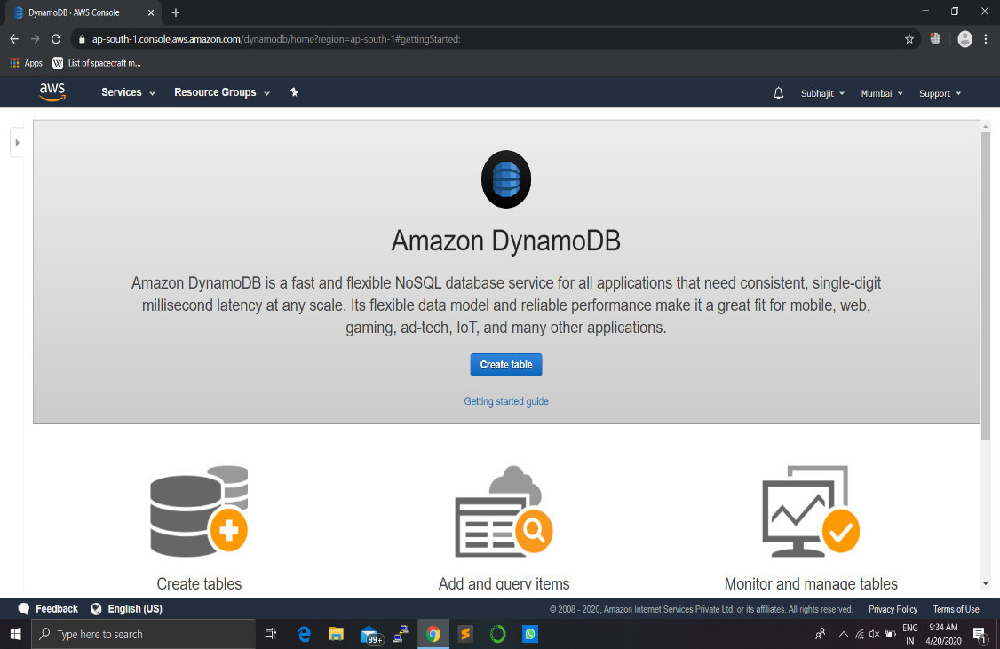 DynamoDB · AWS Console
ap-south-1.console.aws.amazon.com/dynamodb/home?region=ap-south-1#gettingStarted:
Apps
W
List of spacecraft m...
aws
Services
Resource Groups
Subhajit
Mumbai
Support
Amazon DynamoDB
Amazon DynamoDB is a fast and flexible NoSQL database service for all applications that need consistent, single-digit
millisecond latency at any scale. Its flexible data model and reliable performance make it a great fit for mobile, web,
gaming, ad-tech, IoT, and many other applications.
Create table
Getting started guide
Create tables
Add and query items
Monitor and manage tables
Feedback
English (US)
© 2008 - 2020, Amazon Internet Services Private Ltd. or its affiliates. All rights reserved.
Privacy Policy
Terms of Use
Type here to search
99+
ENG
IN
9:34 AM
4/20/2020
1